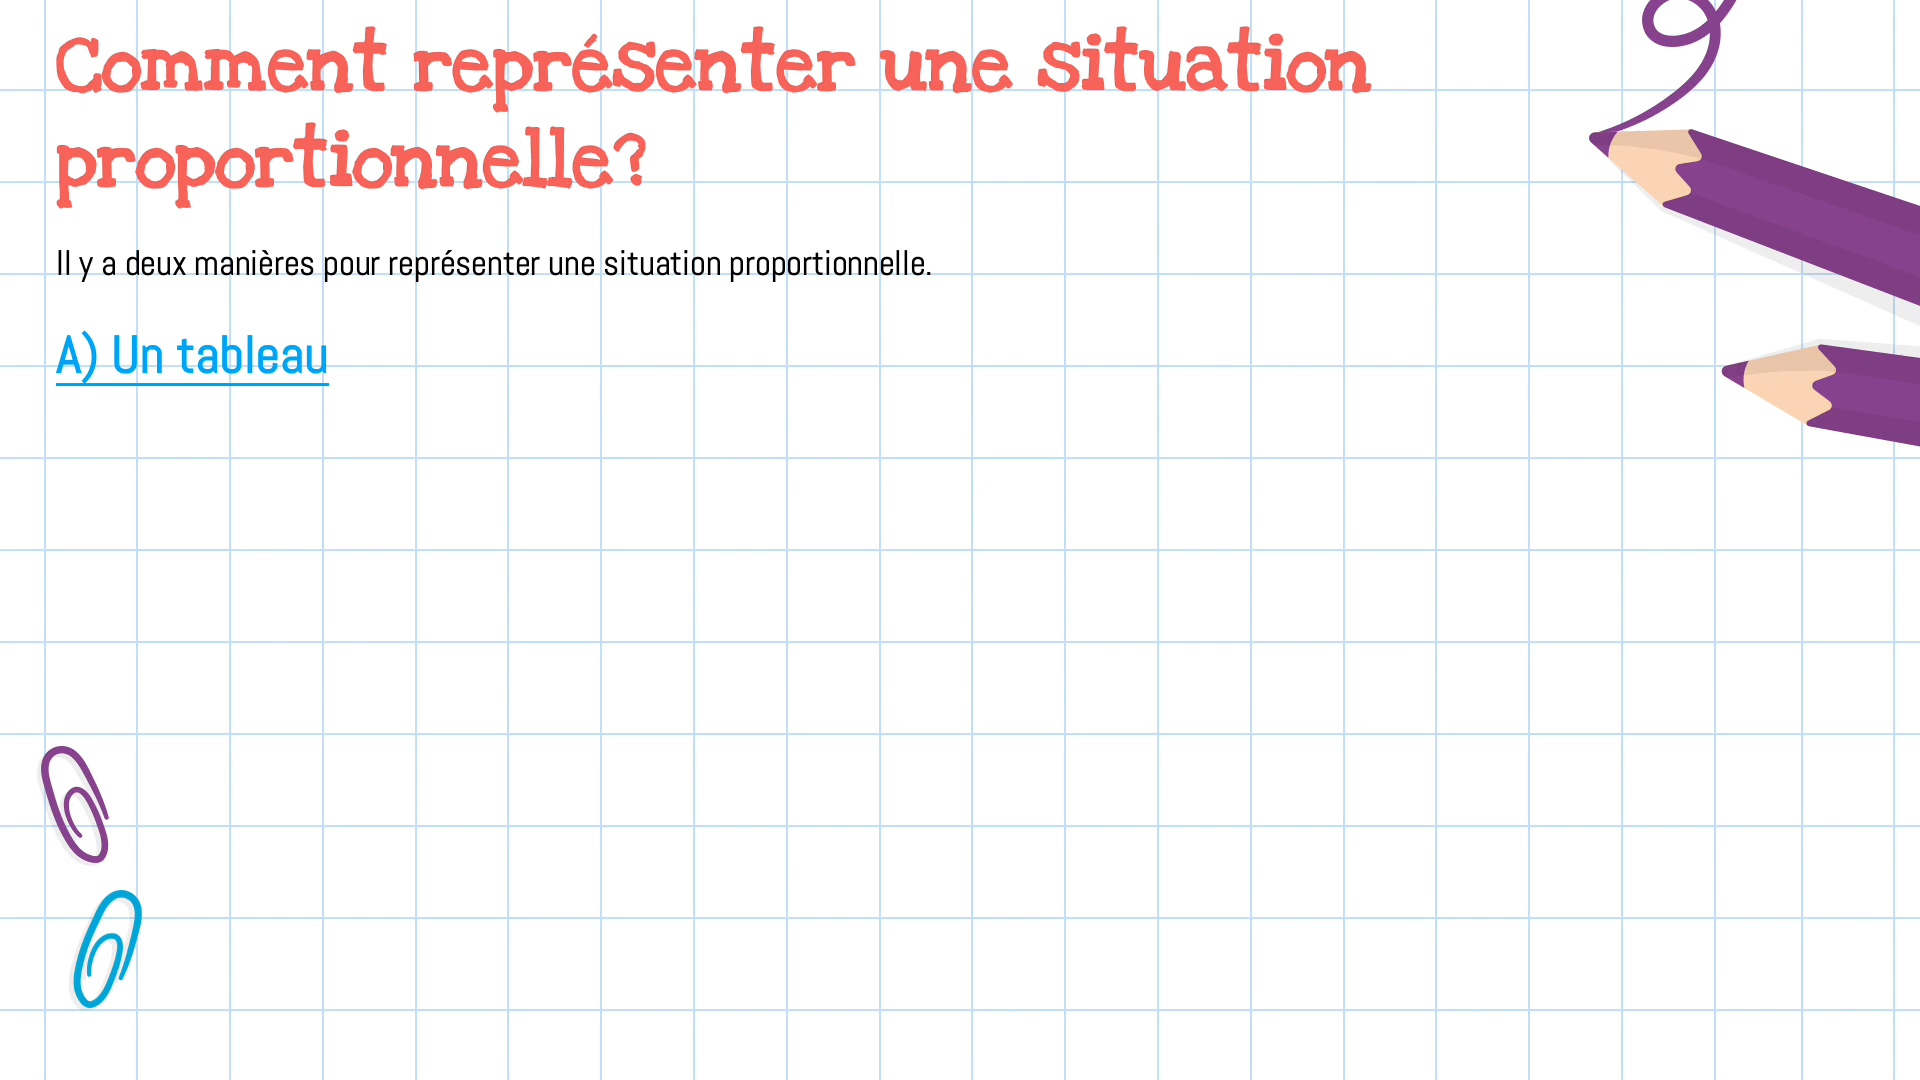 Comment représenter une situation
proportionnelle?
Il y a deux manières pour représenter une situation proportionnelle.
A) Un tableau